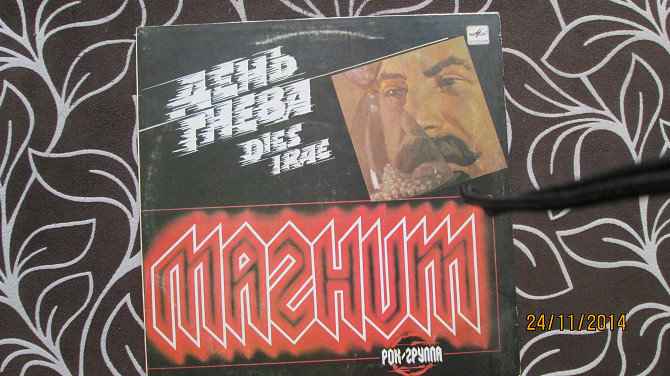 ДЕНЬ
ГНЕВА
DIES
IRAE
МАГНИТ
РОК-ГРУППА
24/11/2014